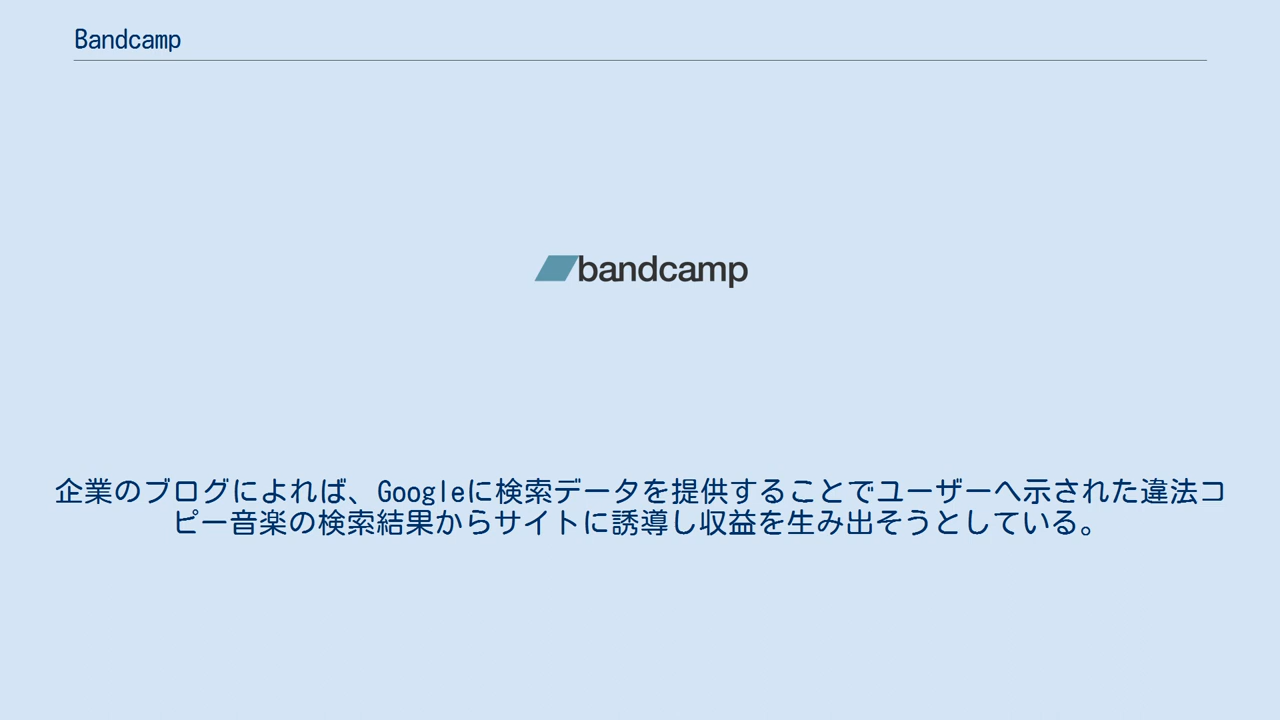 Bandcamp
bandcamp
企業のブログによれば、Googleに検索データを提供することでユーザーへ示された違法コ
ピー音楽の検索結果からサイトに誘導し収益を生み出そうとしている。